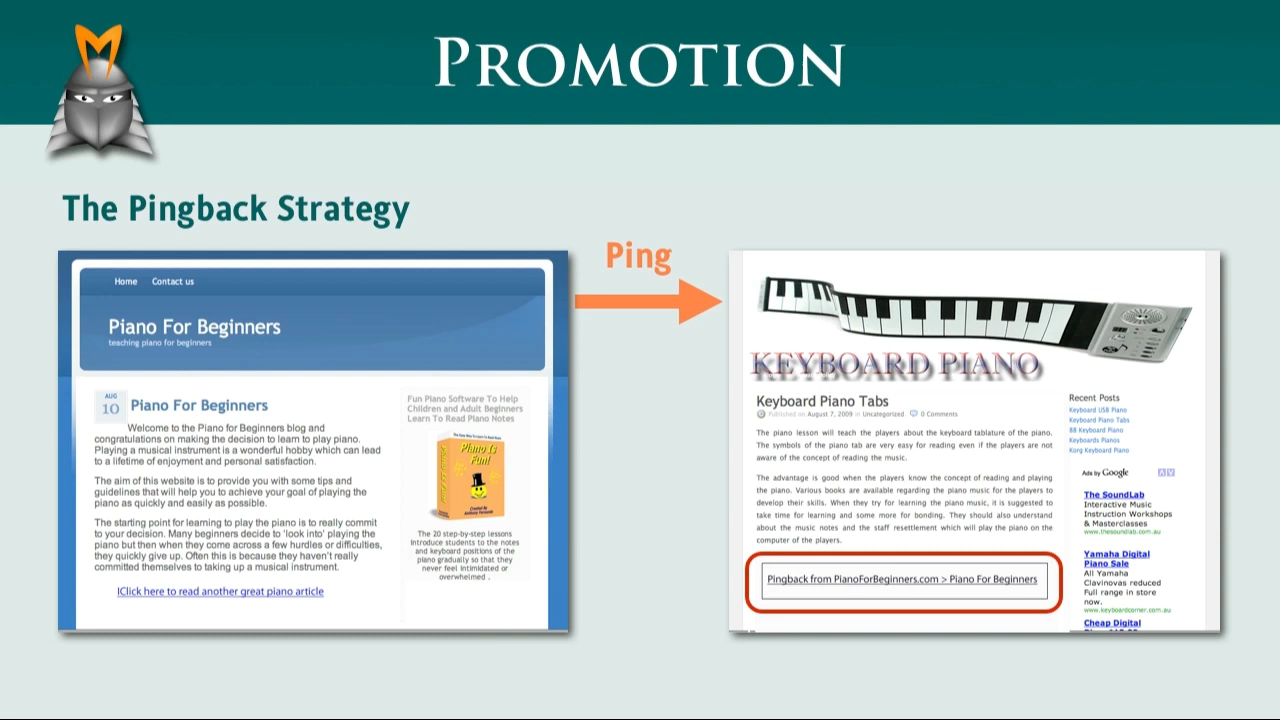 PROMOTION
The Pingback Strategy
Ping
Home Contact us
Piano For Beginners
teaching piano for beginners
AUG
10
Piano For Beginners
Welcome to the Piano for Beginners blog and
congratulations on making the decision to learn to play piano.
Playing a musical instrument is a wonderful hobby which can lead
to a lifetime of enjoyment and personal satisfaction.
The aim of this website is to provide you with some tips and
guidelines that will help you to achieve your goal of playing the
piano as quickly and easily as possible.
The starting point for learning to play the piano is to really commit
to your decision. Many beginners decide to 'look into' playing the
piano but then when they come across a few hurdles or difficulties,
they quickly give up. Often this is because they haven't really
committed themselves to taking up a musical instrument.
IClick here to read another great piano article
Fun Piano Software To Help
Children and Adult Beginners
Learn To Read Piano Notes
Piano Is
Fun!
The 20 step-by-step lessons
introduce students to the notes
and keyboard positions of the
piano gradually so that they
never feel intimidated or
overwhelmed .
KEYBOARD PIANO
Keyboard Piano Tabs
Published on August 7, 2009 in Uncategorized 0 Comments
The piano lesson will teach the players about the keyboard tablature of the piano.
The symbols of the piano tab are very easy for reading even if the players are not
aware of the concept of reading the music.
The advantage is good when the players know the concept of reading and playing
the piano. Various books are available regarding the piano music for the players to
develop their skills. When they try for learning the piano music, it is suggested to
take time for learning and some more for bonding. They should also understand
about the music notes and the staff resettlement which will play the piano on the
computer of the players.
Pingback from PianoForBeginners.com > Piano For Beginners
Recent Posts
Keyboard USB Piano
Keyboard Piano Tabs
88 Keyboard Piano
Keyboards Pianos
Korg Keyboard Piano
Ads by Google
The SoundLab
Interactive Music
Instruction Workshops
& Masterclasses
www.thesoundlab.com.au
Yamaha Digital
Piano Sale
All Yamaha
Clavinovas reduced
Full range in store
now.
www.keyboardcorner.com.au
Cheap Digital